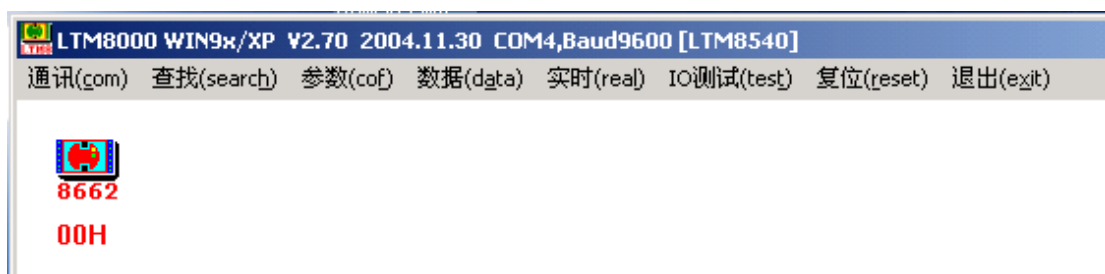 LTM8000 WIN9x/XP V2.70 2004.11.30 COM4,Baud9600 [LTM8540]
通讯(com) 查找(search) 参数(cof) 数据(data) 实时(real) IO测试(test) 复位(reset) 退出(exit)
8662
00H